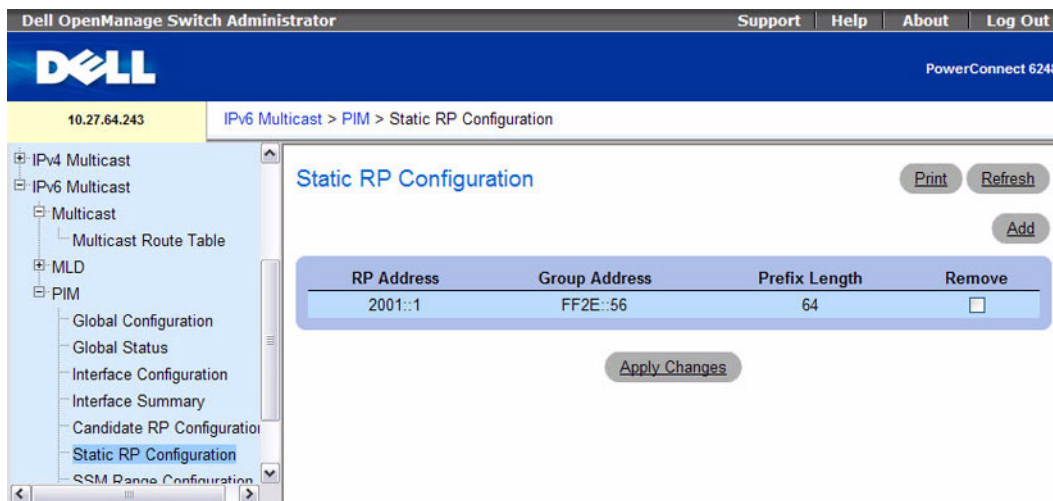 Dell OpenManage Switch Administrator Support Help About Log Out
DELL
PowerConnect 6248
10.27.64.243
IPv6 Multicast > PIM > Static RP Configuration
IPv4 Multicast
IPv6 Multicast
Multicast
Multicast Route Table
MLD
PIM
Global Configuration
Global Status
Interface Configuration
Interface Summary
Candidate RP Configuration
Static RP Configuration
SSM Range Configuration
Static RP Configuration
Print Refresh
Add
RP Address Group Address Prefix Length Remove
2001::1 FF2E::56 64
Apply Changes